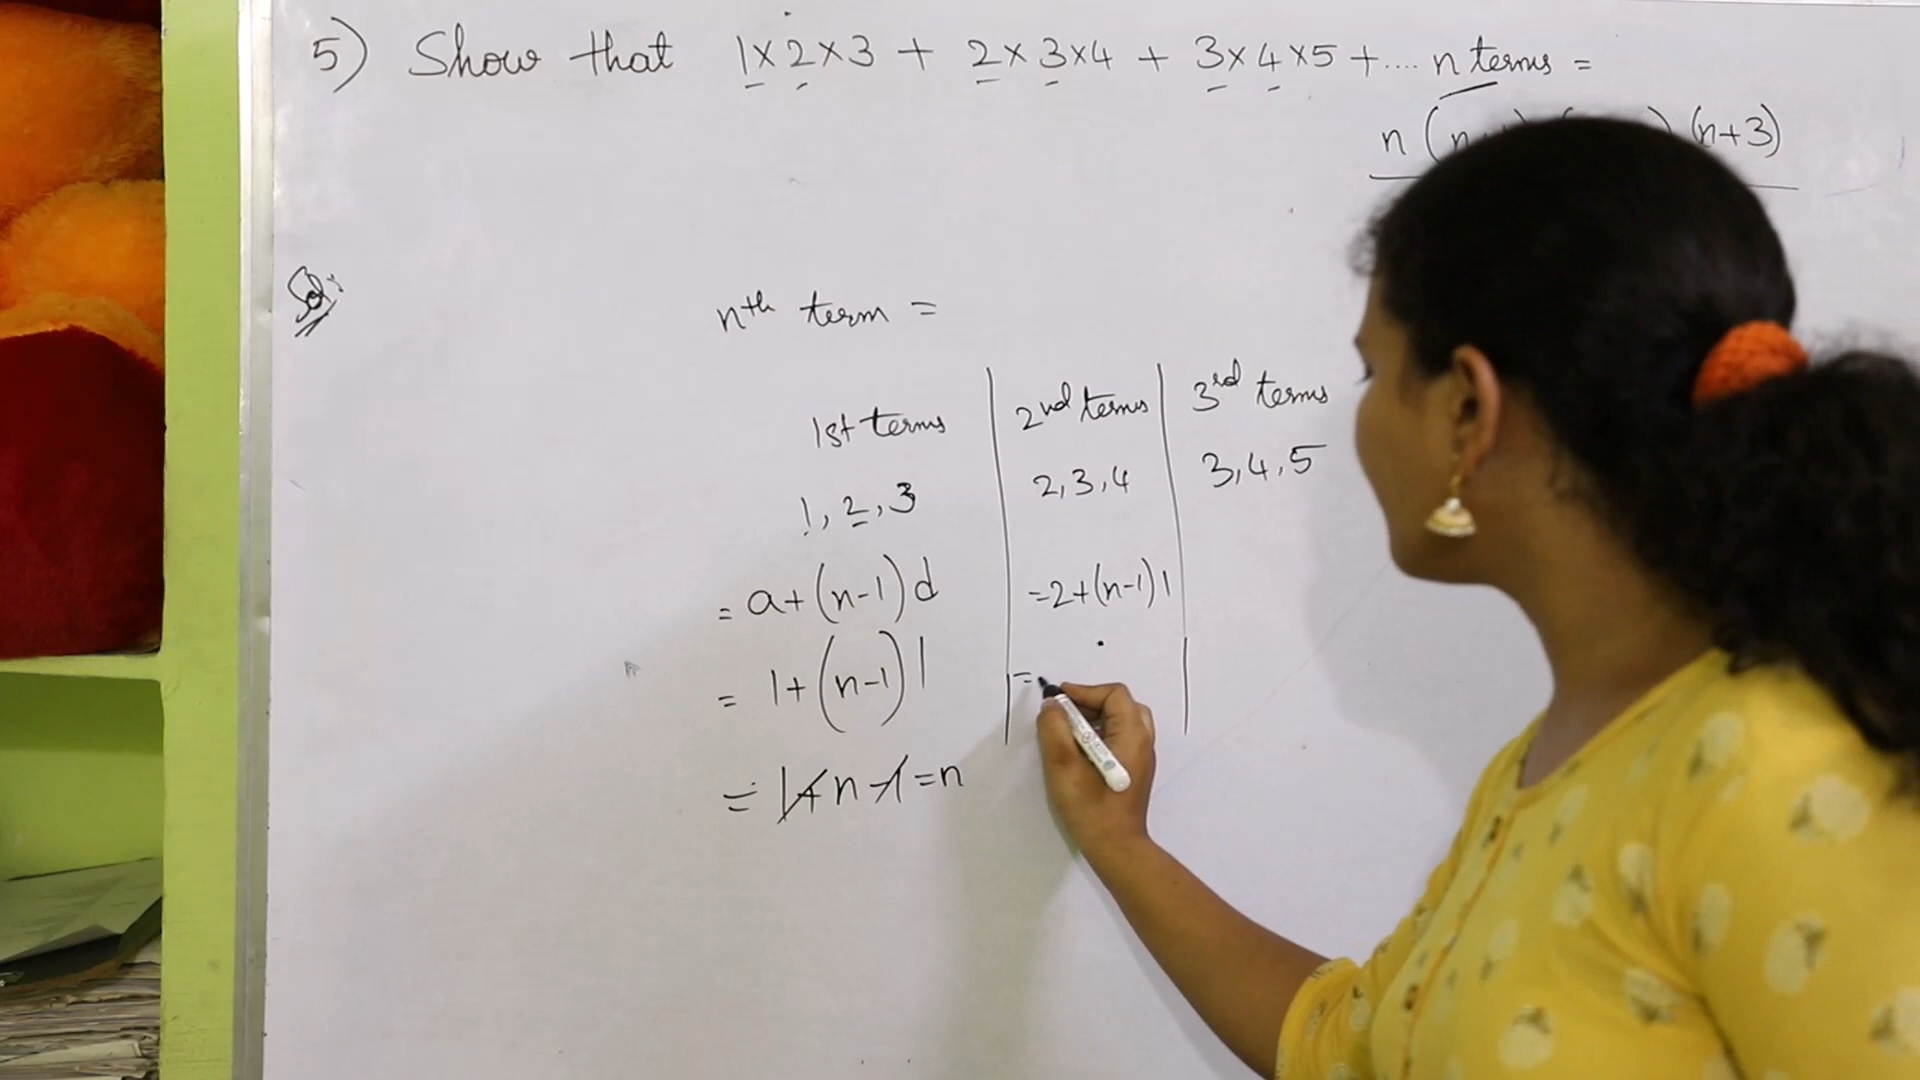 5) Show that 1×2×3 + 2×3×4 + 3×4×5 +.... n terms =
n (n (n+3)
Sol:
nth term =
1st terms
2nd terms
3rd terms
1, 2, 3
2, 3, 4
3, 4, 5
= a+(n-1)d
=2+(n-1)1
= 1+(n-1)1
=
= 1+n-1=n